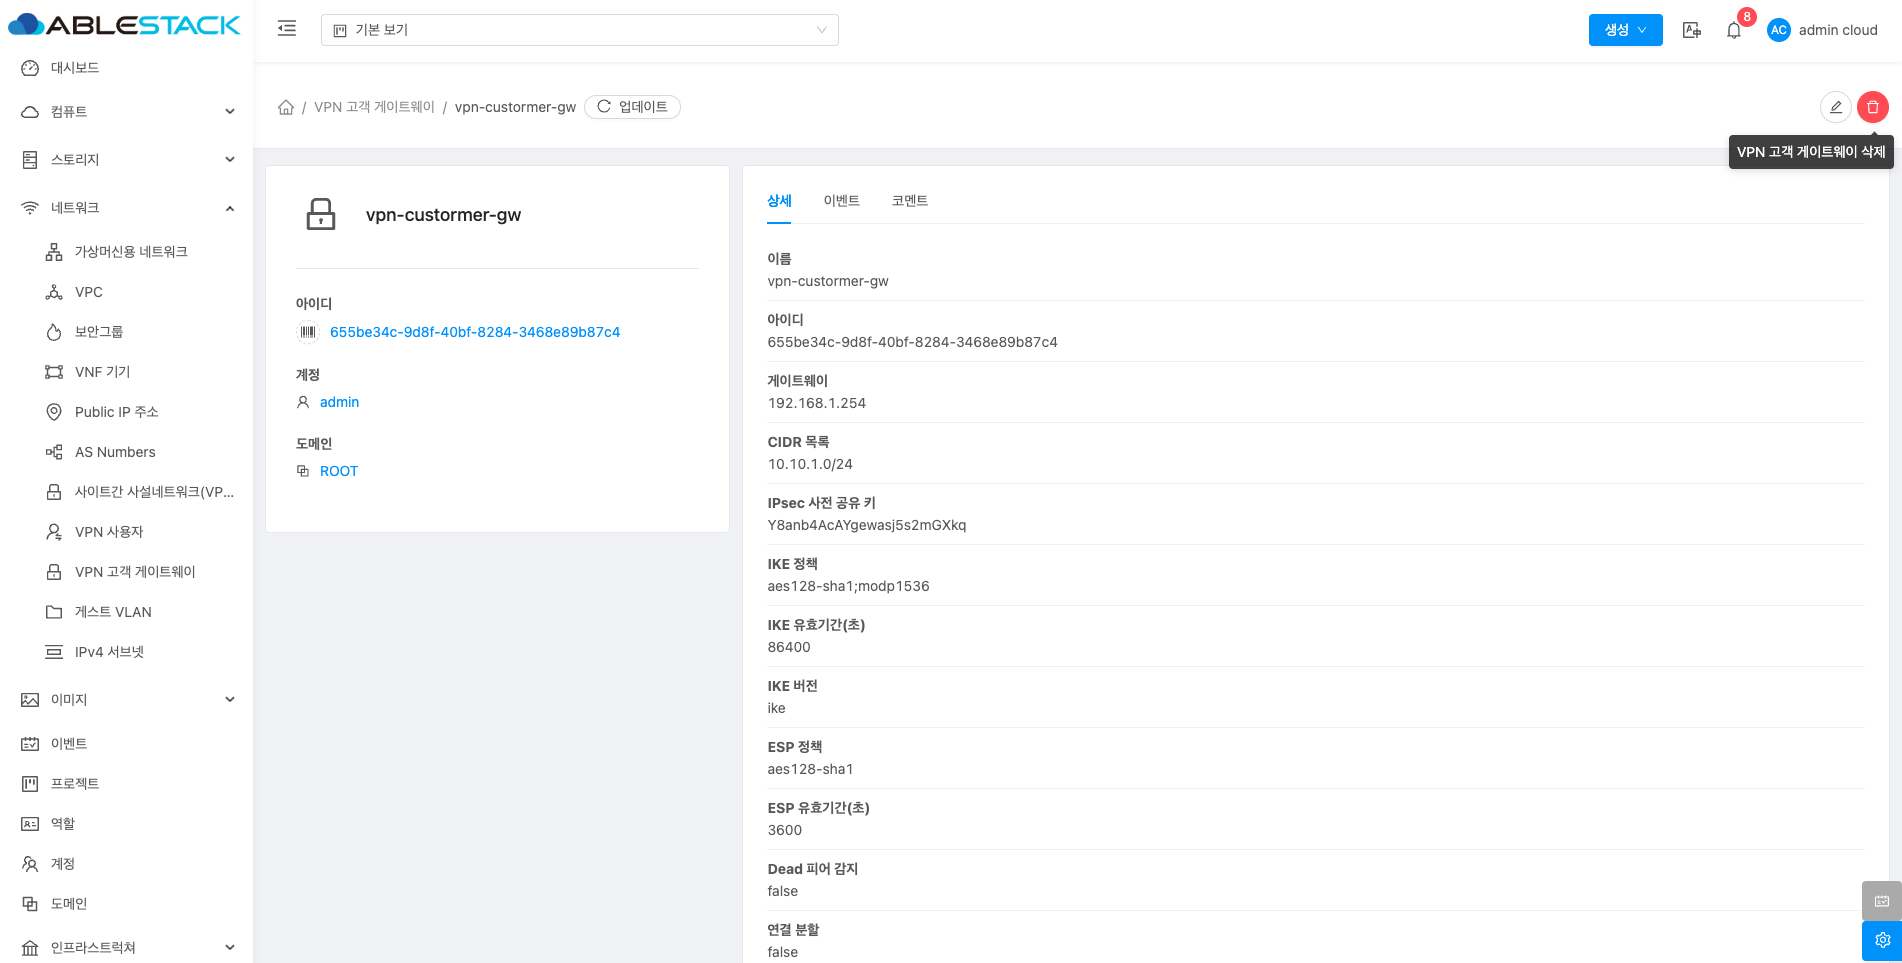 ABLESTACK
기본 보기
생성
8
AC
admin cloud
대시보드
컴퓨트
스토리지
네트워크
가상머신용 네트워크
VPC
보안그룹
VNF 기기
Public IP 주소
AS Numbers
사이트간 사설네트워크(VP...
VPN 사용자
VPN 고객 게이트웨이
게스트 VLAN
IPv4 서브넷
이미지
이벤트
프로젝트
역할
계정
도메인
인프라스트럭쳐
/ VPN 고객 게이트웨이 / vpn-custormer-gw
업데이트
VPN 고객 게이트웨이 삭제
vpn-custormer-gw
아이디
655be34c-9d8f-40bf-8284-3468e89b87c4
계정
admin
도메인
ROOT
상세
이벤트
코멘트
이름
vpn-custormer-gw
아이디
655be34c-9d8f-40bf-8284-3468e89b87c4
게이트웨이
192.168.1.254
CIDR 목록
10.10.1.0/24
IPsec 사전 공유 키
Y8anb4AcAYgewasj5s2mGXkq
IKE 정책
aes128-sha1;modp1536
IKE 유효기간(초)
86400
IKE 버전
ike
ESP 정책
aes128-sha1
ESP 유효기간(초)
3600
Dead 피어 감지
false
연결 분할
false